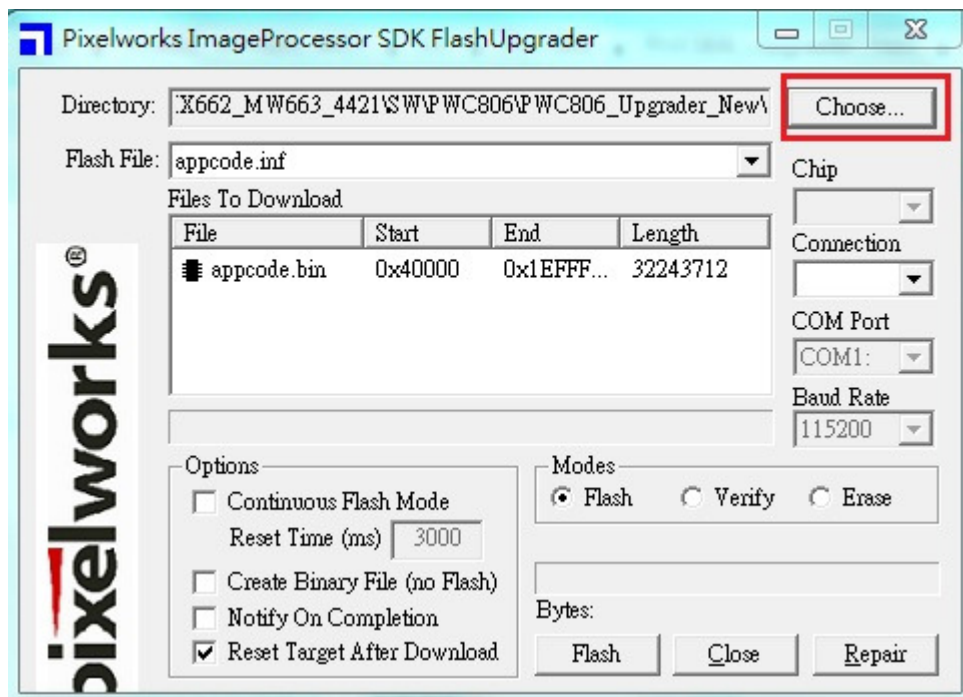 Pixelworks ImageProcessor SDK FlashUpgrader
Directory: X662_MW663_4421\SW\PWC806\PWC806_Upgrader_New\ Choose...
Flash File: appcode.inf
Chip
Files To Download
File Start End Length
Connection
appcode.bin 0x40000 0x1EFFF... 32243712
COM Port
COM1:
Baud Rate
115200
pixelworks®
Options
Continuous Flash Mode
Reset Time (ms) 3000
Create Binary File (no Flash)
Notify On Completion
Reset Target After Download
Modes
Flash Verify Erase
Bytes:
Flash Close Repair